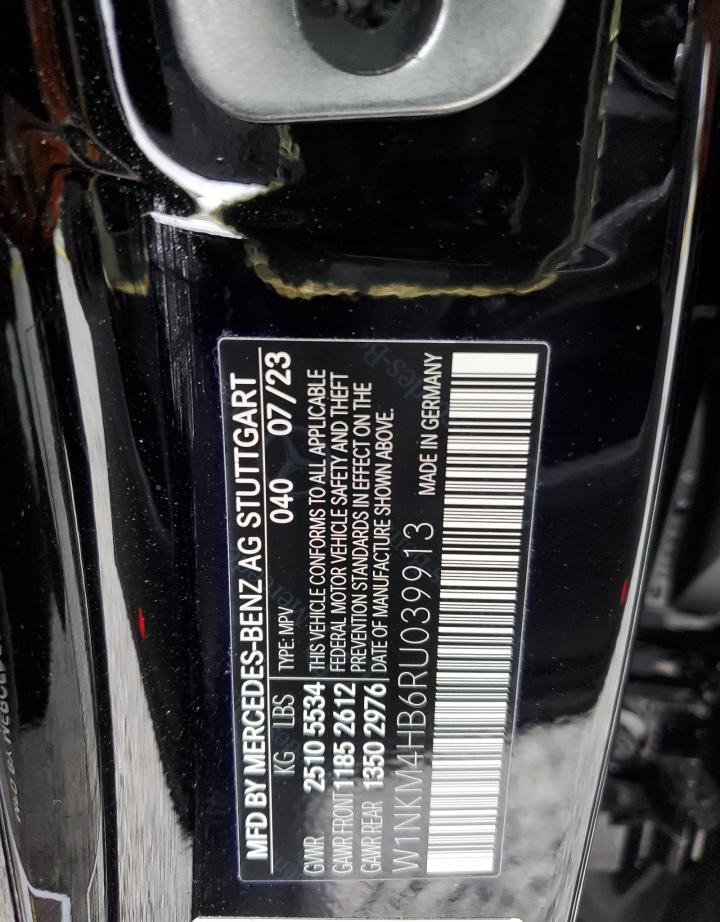 MFD BY MERCEDES-BENZ AG STUTTGART
KG LBS TYPE: MPV 040 07/23
GVWR 2510 5534 THIS VEHICLE CONFORMS TO ALL APPLICABLE
GAWR FRONT 1185 2612 FEDERAL MOTOR VEHICLE SAFETY AND THEFT
GAWR REAR 1350 2976 PREVENTION STANDARDS IN EFFECT ON THE
DATE OF MANUFACTURE SHOWN ABOVE.
W1NKM4HB6RU039913 MADE IN GERMANY